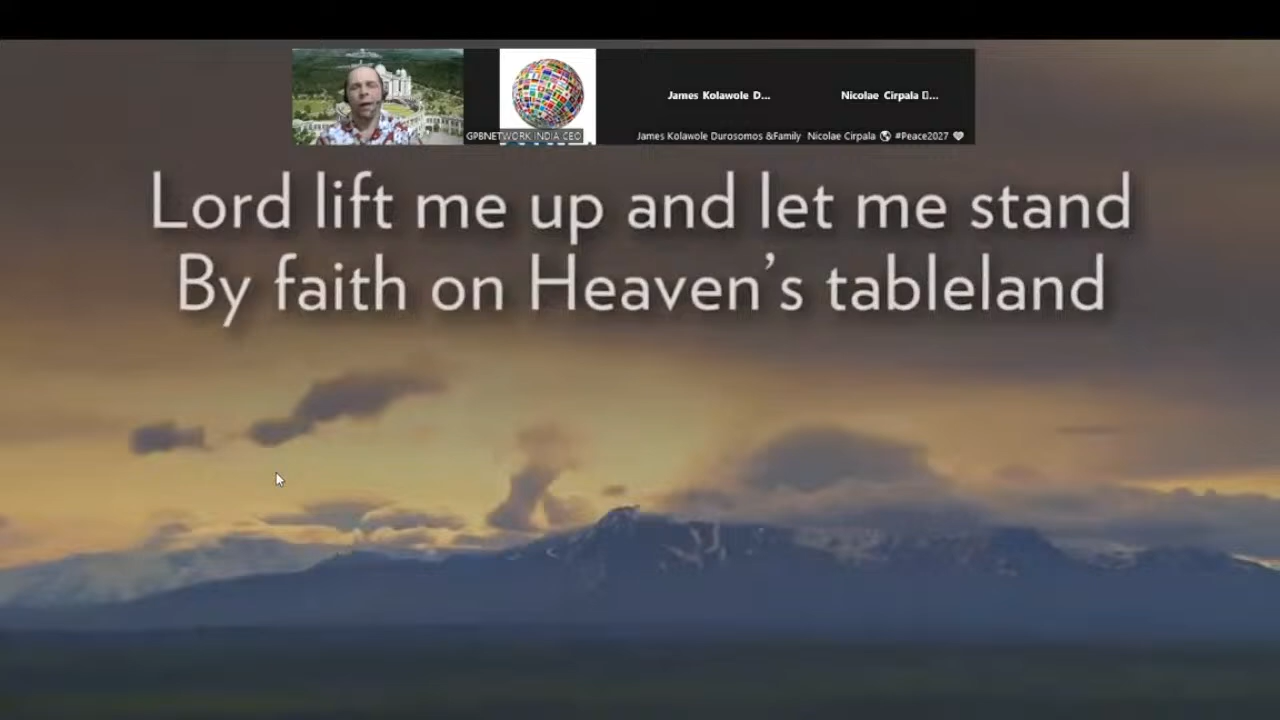 James Kolawole D...
Nicolae Cirpala ▯...
GPBNETWORK INDIA CEO
James Kolawole Durosomos &Family
Nicolae Cirpala 🌎 #Peace2027 🤍
Lord lift me up and let me stand
By faith on Heaven’s tableland